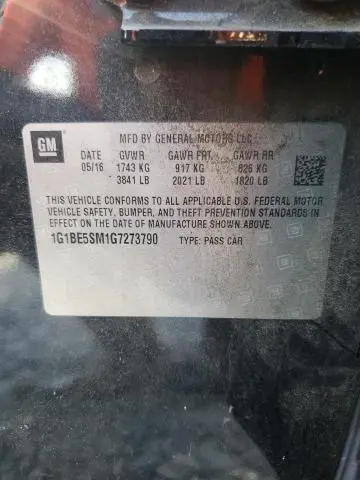 GM
MFD BY GENERAL MOTORS LLC
DATE GVWR GAWR FRT GAWR RR
05/16 1743 KG 917 KG 826 KG
3841 LB 2021 LB 1820 LB
THIS VEHICLE CONFORMS TO ALL APPLICABLE U.S. FEDERAL MOTOR
VEHICLE SAFETY, BUMPER, AND THEFT PREVENTION STANDARDS IN
EFFECT ON THE DATE OF MANUFACTURE SHOWN ABOVE.
1G1BE5SM1G7273790 TYPE: PASS CAR